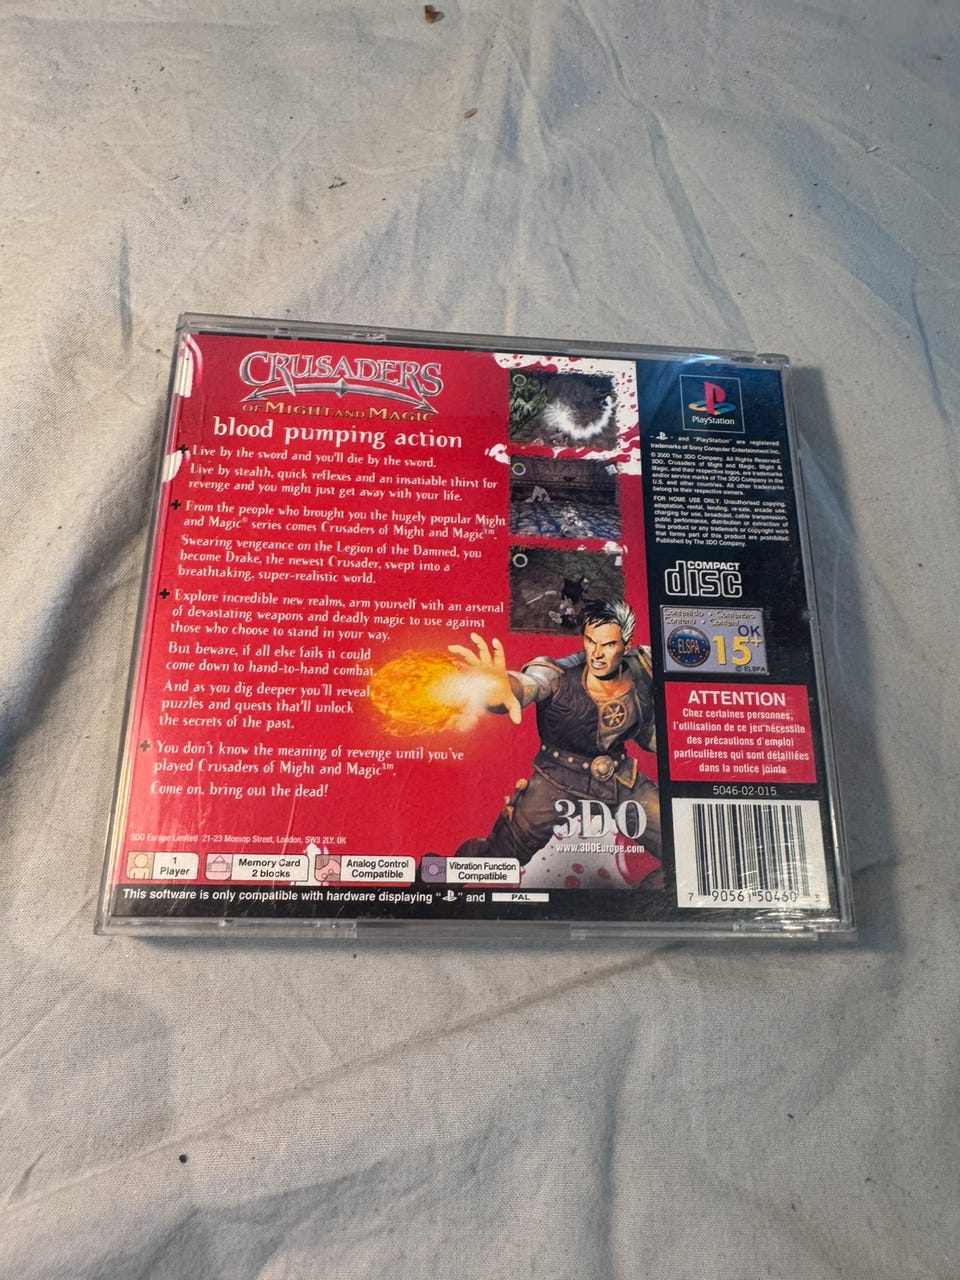 CRUSADERS
OF MIGHT AND MAGIC
blood pumping action
Live by the sword and you'll die by the sword.
Live by stealth, quick reflexes and an insatiable thirst for
revenge and you might just get away with your life.
From the people who brought you the hugely popular Might
and Magic® series comes Crusaders of Might and Magic™.
Swearing vengeance on the Legion of the Damned, you
become Drake, the newest Crusader, swept into a
breathtaking, super-realistic world.
Explore incredible new realms, arm yourself with an arsenal
of devastating weapons and deadly magic to use against
those who choose to stand in your way.
But beware, if all else fails it could
come down to hand-to-hand combat.
And as you dig deeper you'll reveal
puzzles and quests that'll unlock
the secrets of the past.
You don't know the meaning of revenge until you've
played Crusaders of Might and Magic™.
Come on, bring out the dead!
3DO Europe Limited 21-23 Mossop Street, London, SW3 2LY, UK
1
Player
Memory Card
2 blocks
Analog Control
Compatible
Vibration Function
Compatible
This software is only compatible with hardware displaying " " and PAL
3DO
www.3DOEurope.com
PlayStation
" " and "PlayStation" are registered
trademarks of Sony Computer Entertainment Inc.
© 2000 The 3DO Company. All Rights Reserved.
3DO, Crusaders of Might and Magic, Might &
Magic, and their respective logos, are trademarks
and/or service marks of The 3DO Company in the
U.S. and other countries. All other trademarks
belong to their respective owners.
FOR HOME USE ONLY. Unauthorised copying,
adaptation, rental, lending, re-sale, arcade use,
charging for use, broadcast, cable transmission,
public performance, distribution or extraction of
this product or any trademark or copyright work
that forms part of this product are prohibited.
Published by The 3DO Company.
COMPACT
disc
Contenido • Contenuto
Content • Content
ELSPA
OK
15+
© ELSPA
ATTENTION
Chez certaines personnes,
l'utilisation de ce jeu nécessite
des précautions d'emploi
particulières qui sont détaillées
dans la notice jointe
5046-02-015
7 90561 50460 3